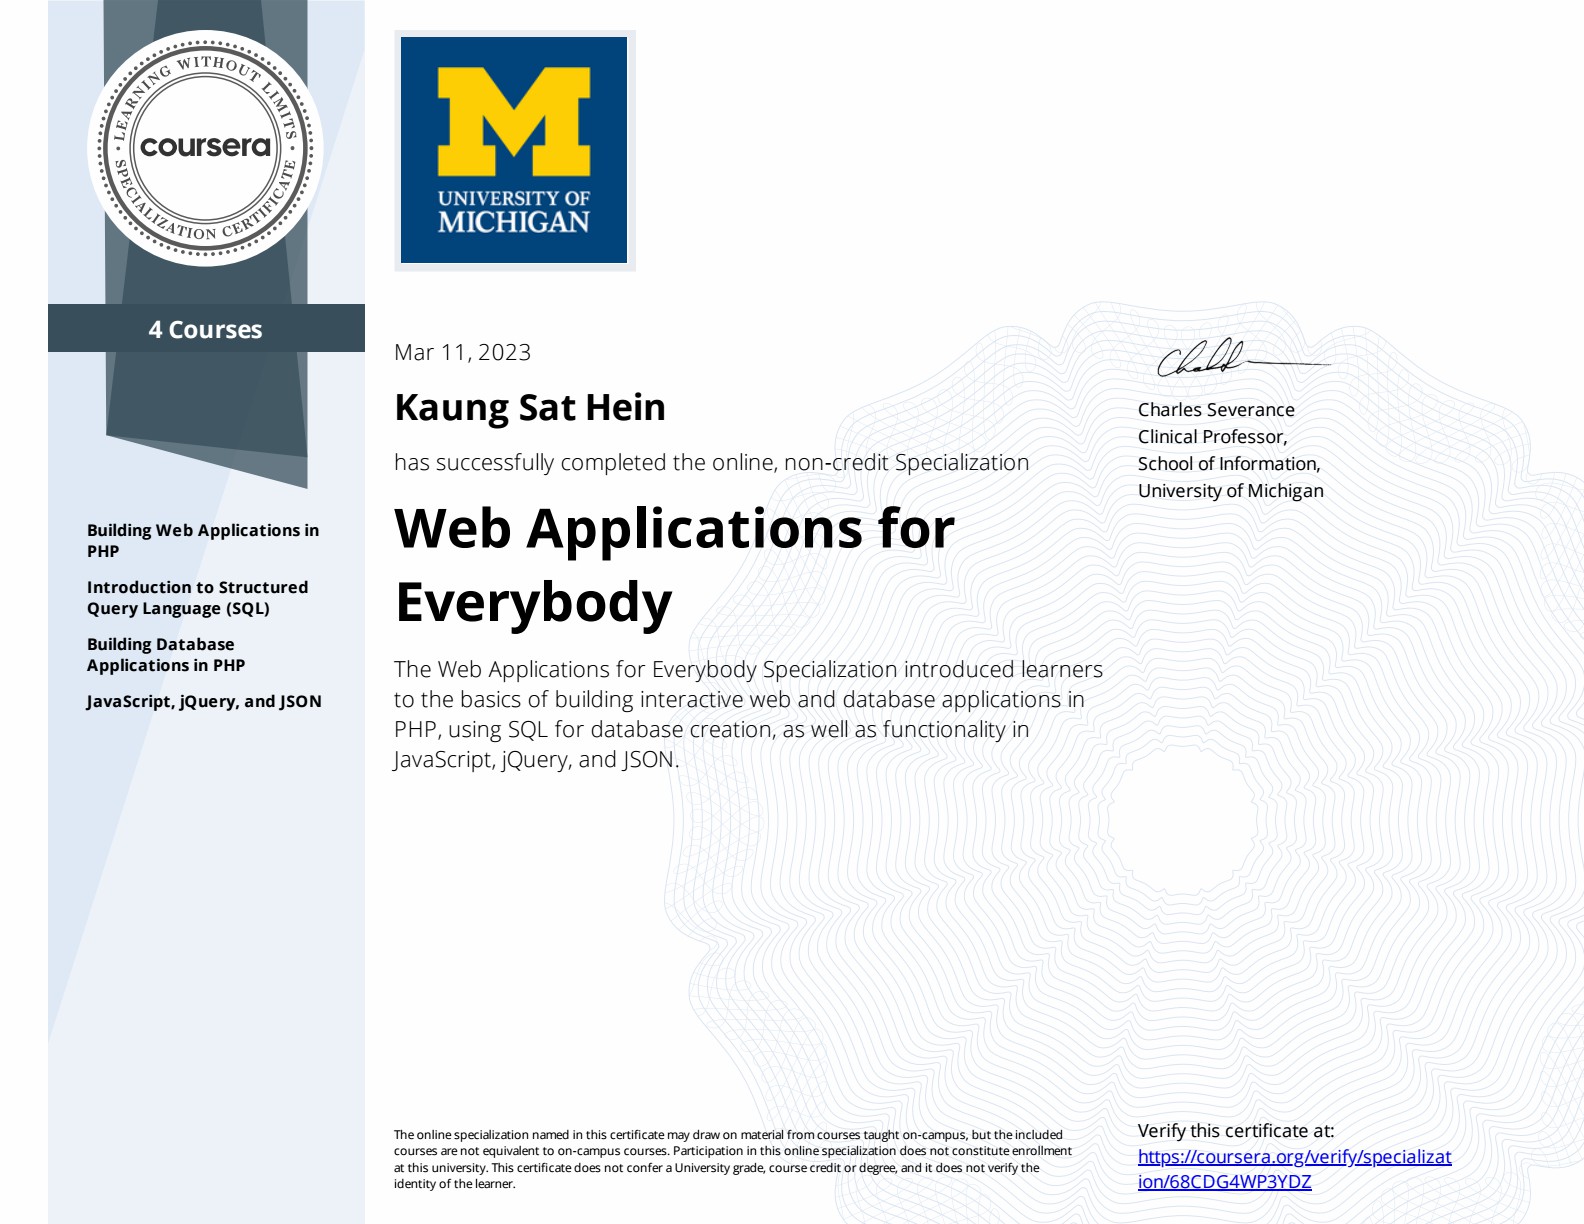 LEARNING WITHOUT LIMITS
coursera
SPECIALIZATION CERTIFICATE
4 Courses
Building Web Applications in
PHP
Introduction to Structured
Query Language (SQL)
Building Database
Applications in PHP
JavaScript, jQuery, and JSON
M
UNIVERSITY OF
MICHIGAN
Mar 11, 2023
Kaung Sat Hein
has successfully completed the online, non-credit Specialization
Web Applications for
Everybody
The Web Applications for Everybody Specialization introduced learners
to the basics of building interactive web and database applications in
PHP, using SQL for database creation, as well as functionality in
JavaScript, jQuery, and JSON.
Charles Severance
Clinical Professor,
School of Information,
University of Michigan
The online specialization named in this certificate may draw on material from courses taught on-campus, but the included
courses are not equivalent to on-campus courses. Participation in this online specialization does not constitute enrollment
at this university. This certificate does not confer a University grade, course credit or degree, and it does not verify the
identity of the learner.
Verify this certificate at:
https://coursera.org/verify/specializat
ion/68CDG4WP3YDZ